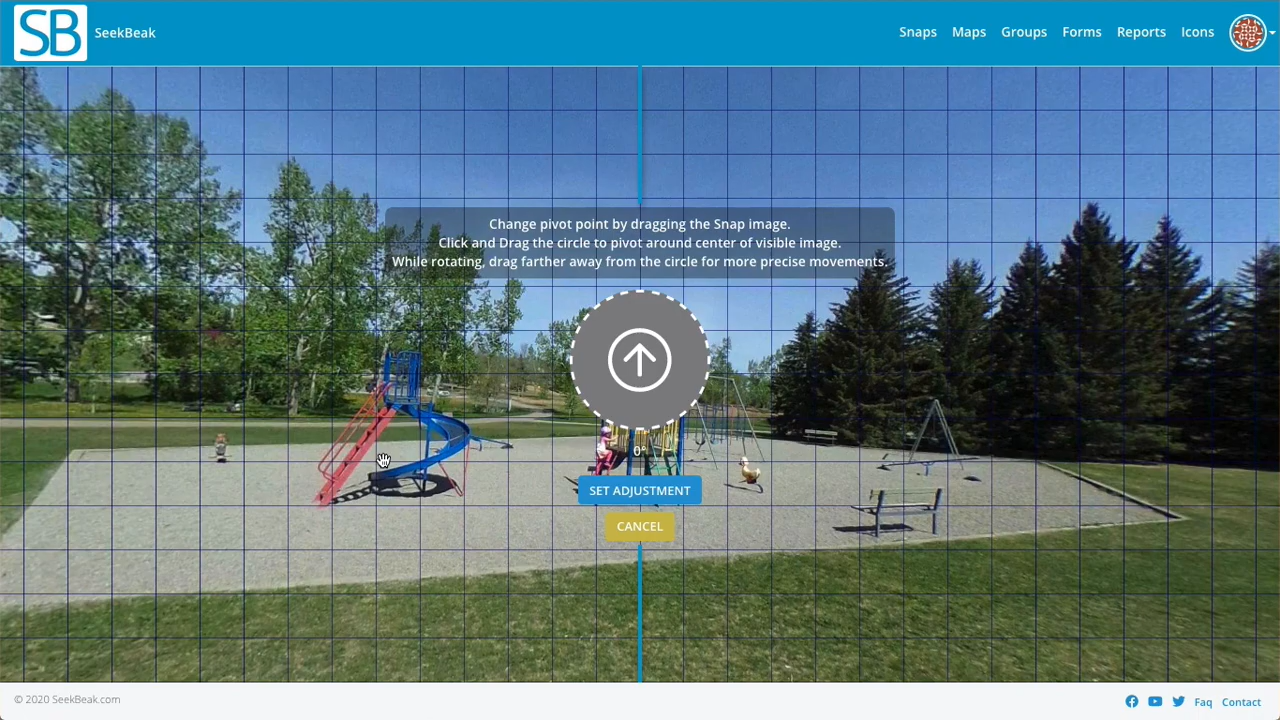 SB SeekBeak Snaps Maps Groups Forms Reports Icons
Change pivot point by dragging the Snap image.
Click and Drag the circle to pivot around center of visible image.
While rotating, drag farther away from the circle for more precise movements.
0°
SET ADJUSTMENT
CANCEL
© 2020 SeekBeak.com Faq Contact